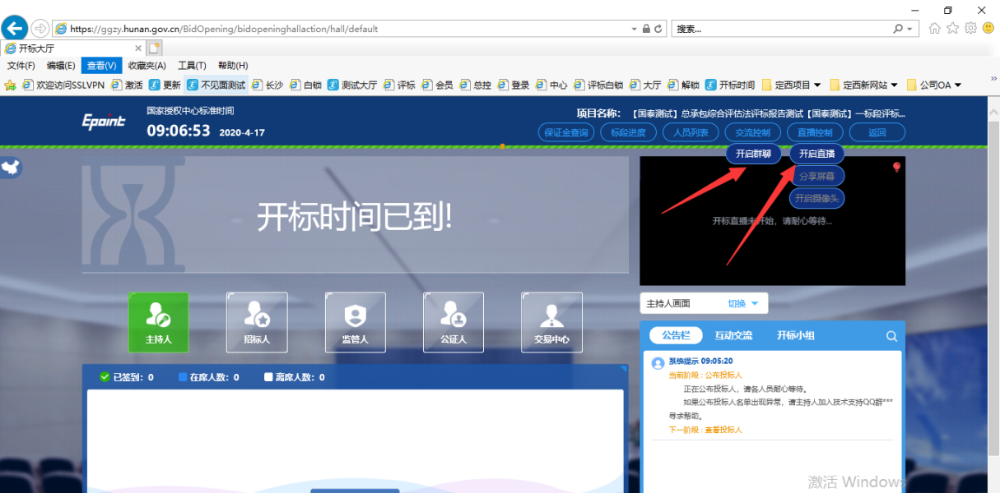 https://ggzy.hunan.gov.cn/BidOpening/bidopeninghallaction/hall/default
搜索...
开标大厅
文件(F) 编辑(E) 查看(V) 收藏夹(A) 工具(T) 帮助(H)
欢迎访问SSLVPN 激活 更新 不见面测试 长沙 白锁 测试大厅 评标 会员 总控 登录 中心 评标白锁 大厅 解锁 开标时间 定西项目 定西新网站 公司OA
Epoint
国家授权中心标准时间
09:06:53 2020-4-17
项目名称: 【国泰测试】总承包综合评估法评标报告测试【国泰测试】一标段评标...
保证金查询 标段进度 人员列表 交流控制 直播控制 返回
开启群聊 开启直播
分享屏幕
开启摄像头
开标时间已到!
开标直播未开始，请耐心等待...
主持人画面 切换
主持人 招标人 监管人 公证人 交易中心
公告栏 互动交流 开标小组
已签到: 0 在席人数: 0 离席人数: 0
系统提示 09:05:20
当前阶段 : 公布投标人
正在公布投标人，请各人员耐心等待。
如果公布投标人名单出现异常，请主持人加入技术支持QQ群***
寻求帮助。
下一阶段 : 查看投标人
激活 Windows